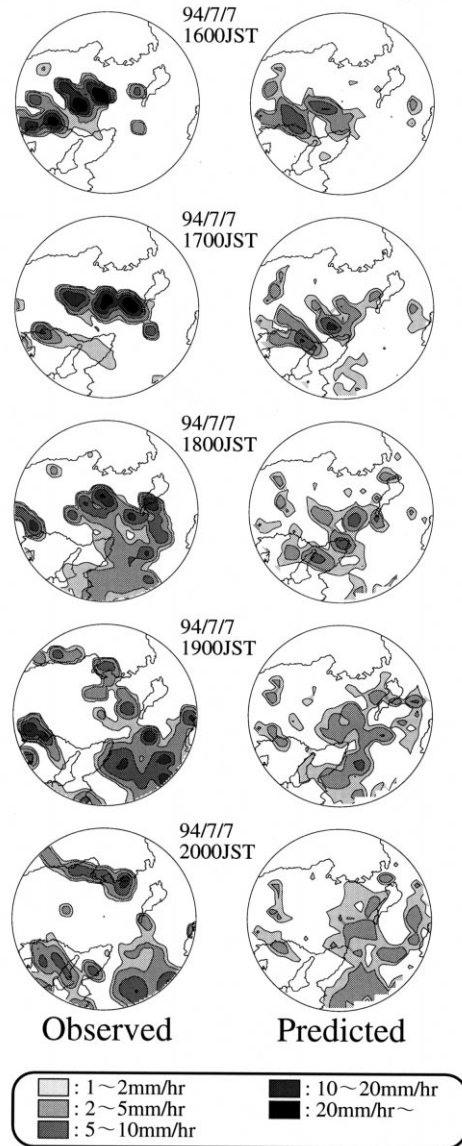 94/7/7
1600JST
94/7/7
1700JST
94/7/7
1800JST
94/7/7
1900JST
94/7/7
2000JST
Observed Predicted
: 1~2mm/hr : 10~20mm/hr
: 2~5mm/hr : 20mm/hr~
: 5~10mm/hr